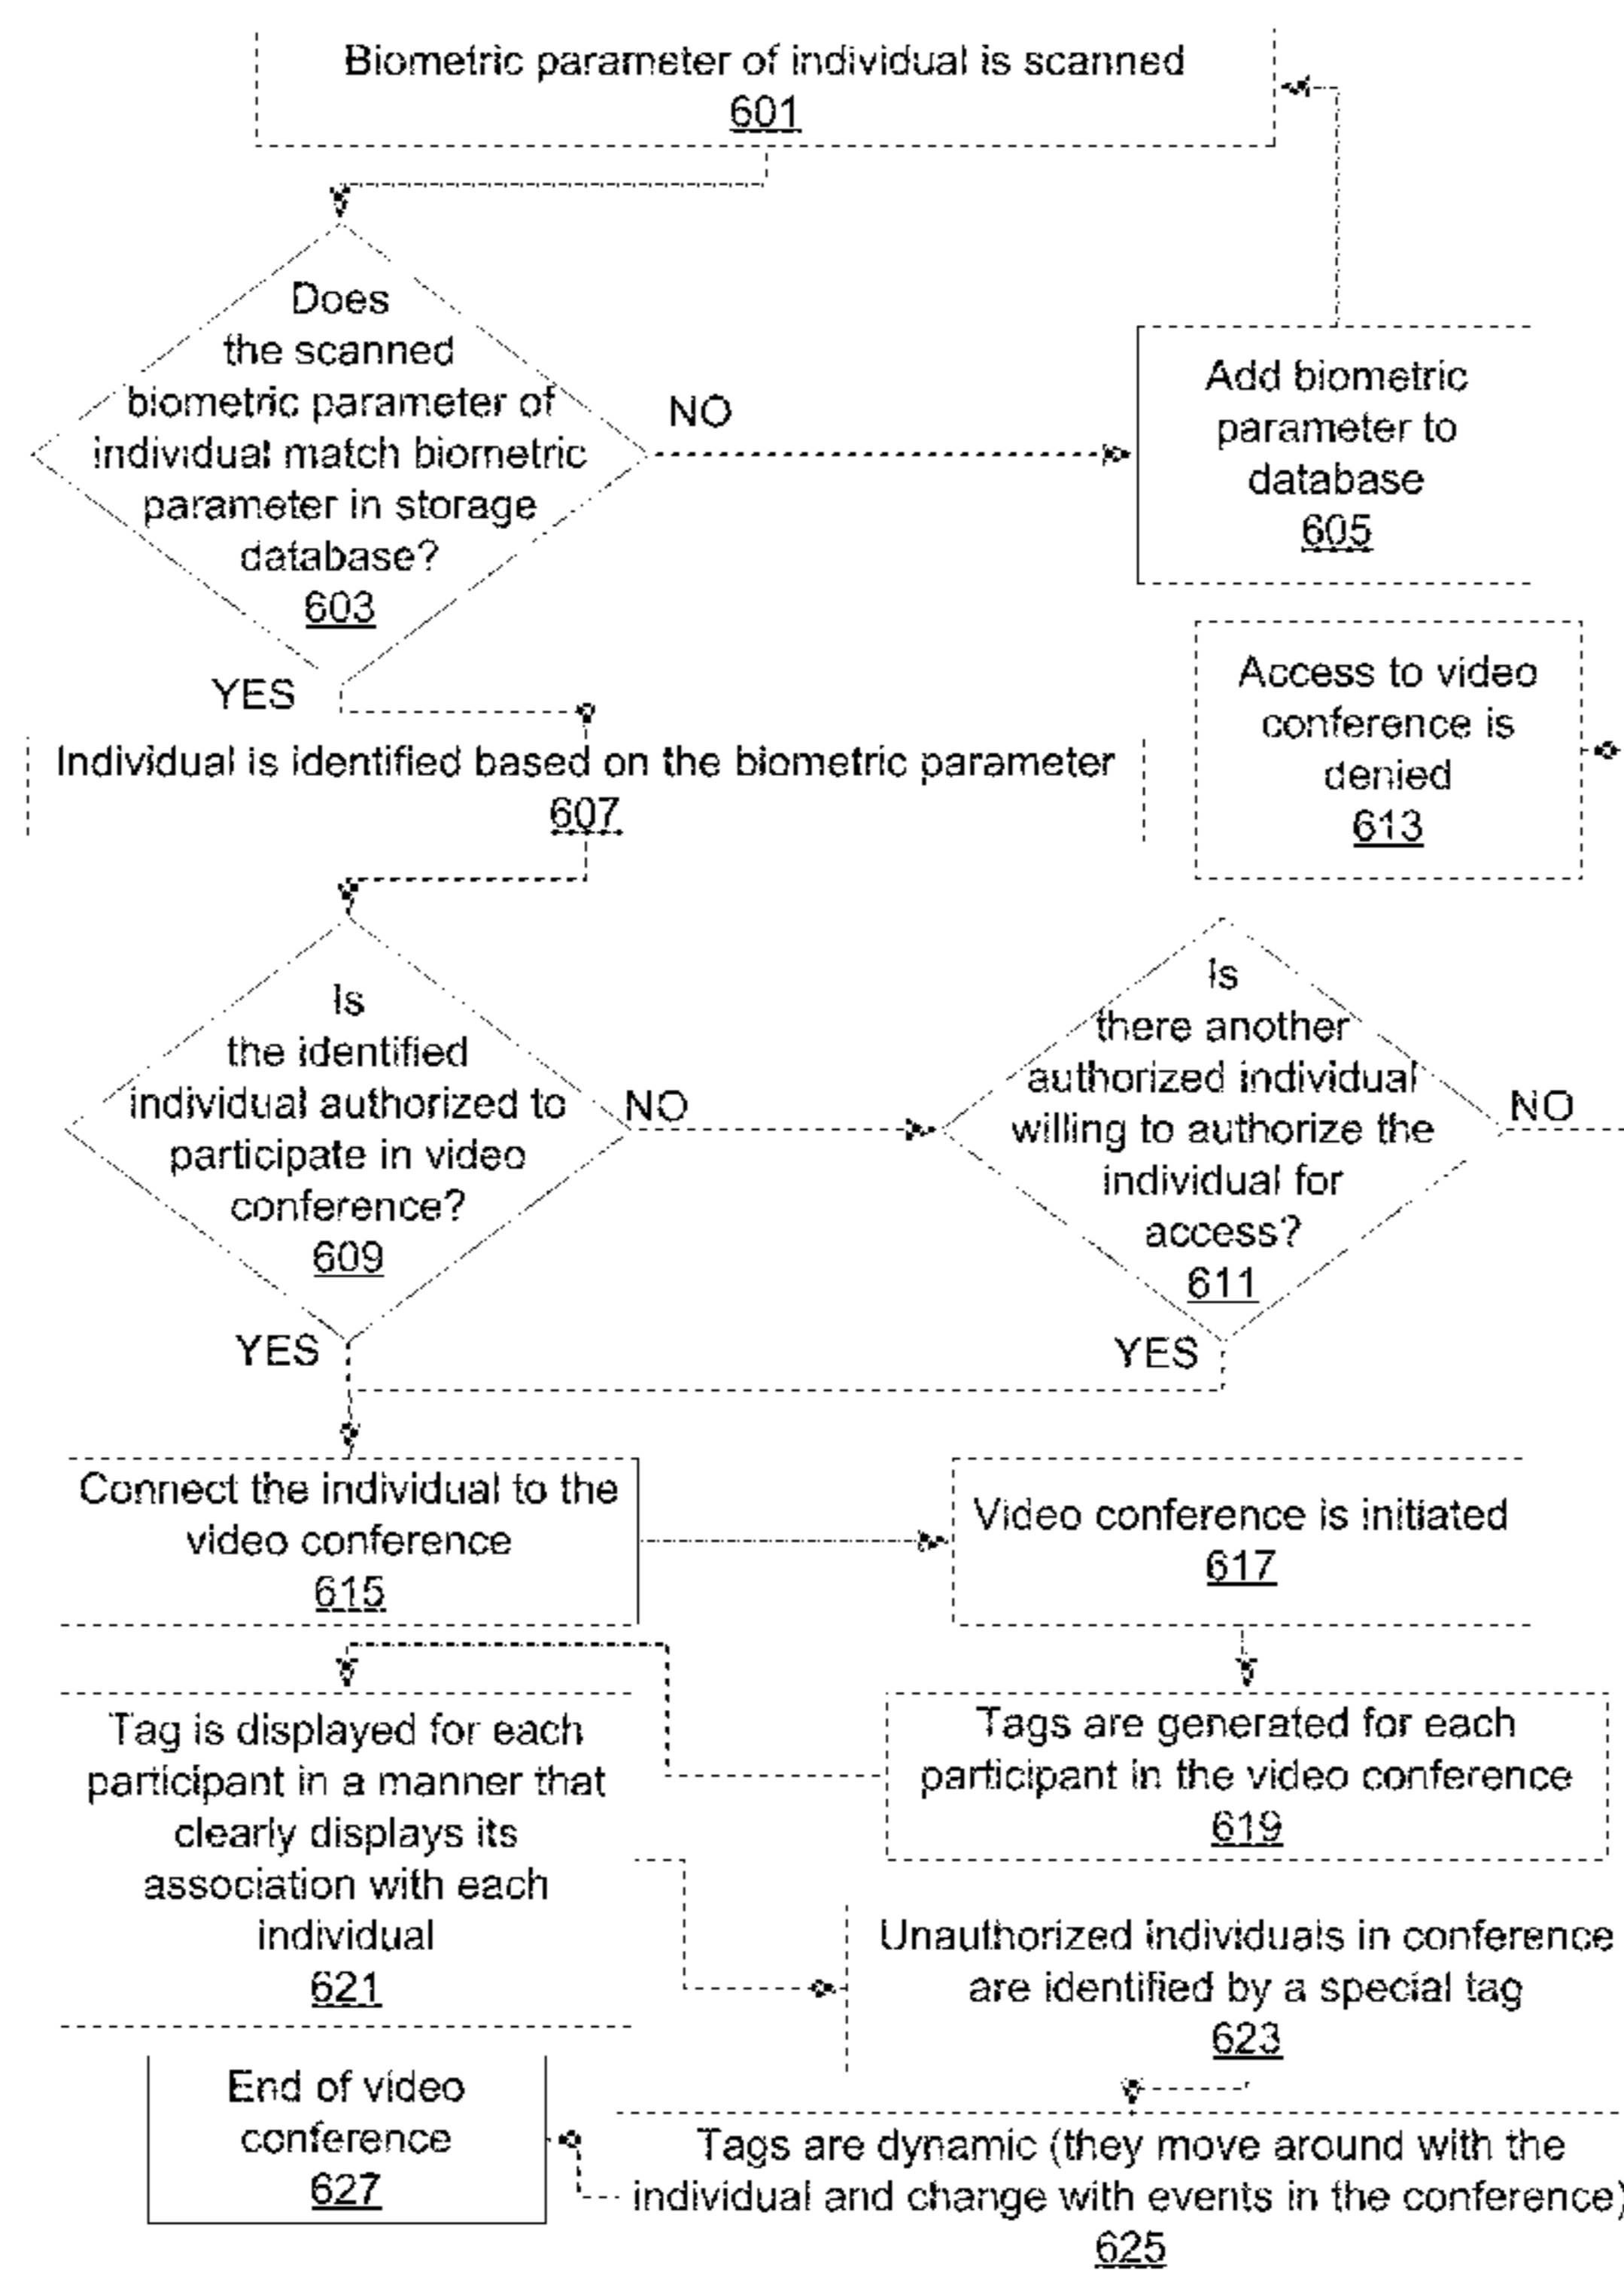 Biometric parameter of individual is scanned
601
Does
the scanned
biometric parameter of
individual match biometric
parameter in storage
database?
603
NO
Add biometric
parameter to
database
605
YES
Individual is identified based on the biometric parameter
607
Access to video
conference is
denied
613
Is
the identified
individual authorized to
participate in video
conference?
609
NO
Is
there another
authorized individual
willing to authorize the
individual for
access?
611
NO
YES
YES
Connect the individual to the
video conference
615
Video conference is initiated
617
Tags are generated for each
participant in the video conference
619
Tag is displayed for each
participant in a manner that
clearly displays its
association with each
individual
621
Unauthorized individuals in conference
are identified by a special tag
623
Tags are dynamic (they move around with the
individual and change with events in the conference)
625
End of video
conference
627